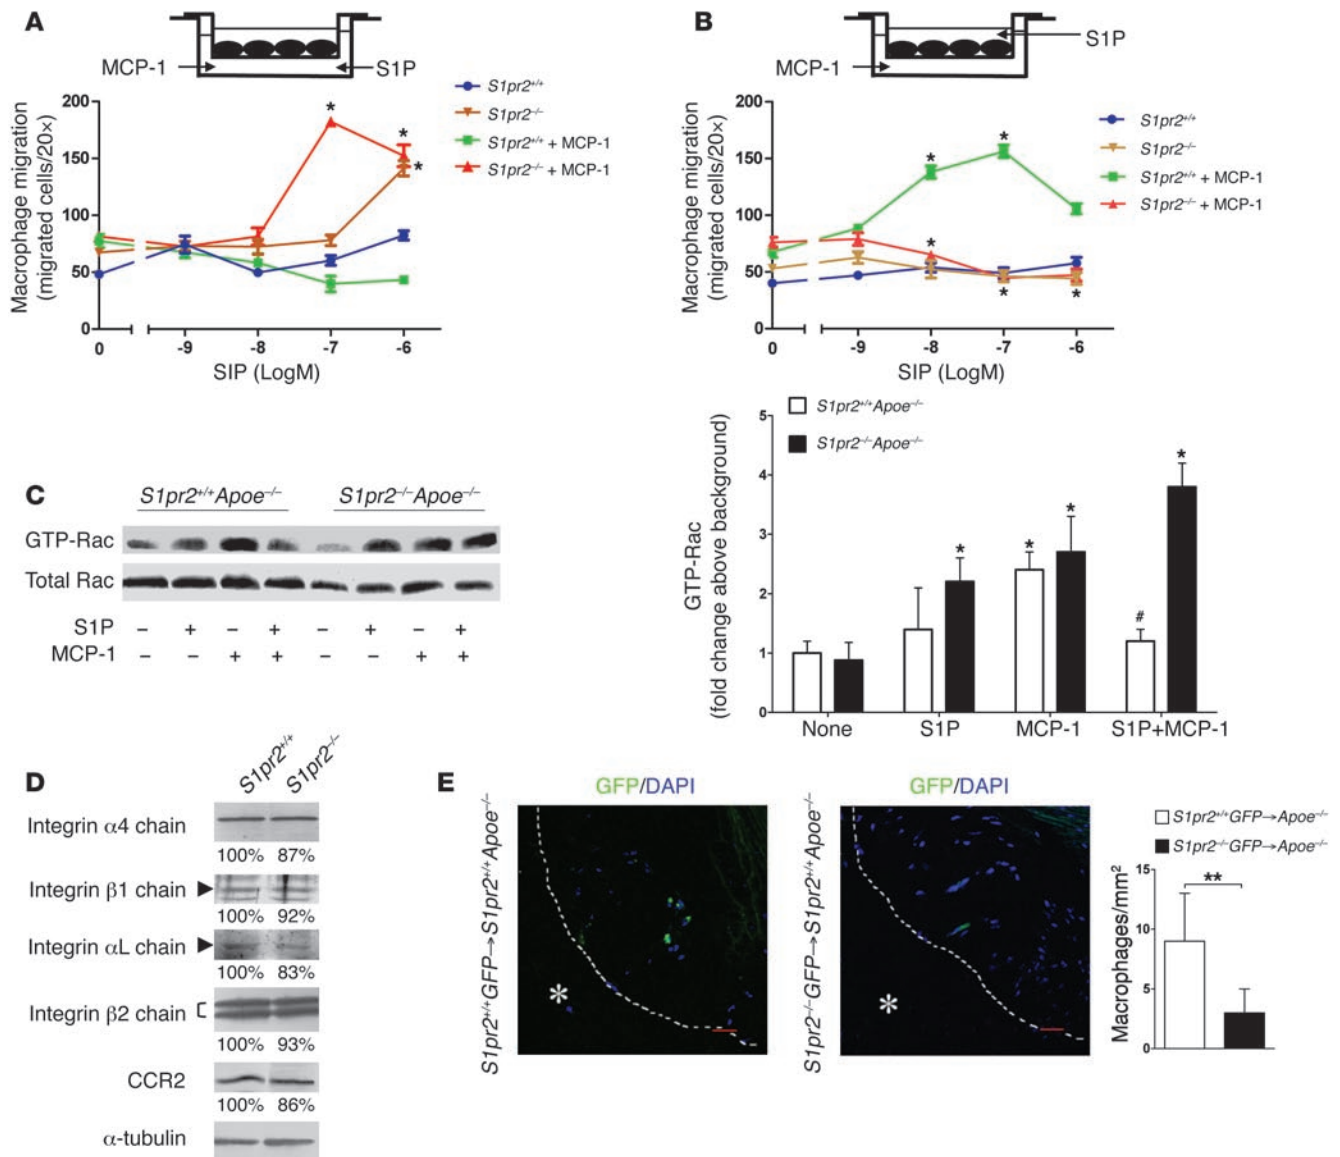 A
MCP-1
S1P
Macrophage migration
(migrated cells/20×)
200
150
100
50
0
0
-9
-8
-7
-6
SIP (LogM)
*
*
*
S1pr2+/+
S1pr2–/–
S1pr2+/+ + MCP-1
S1pr2–/– + MCP-1
B
S1P
MCP-1
Macrophage migration
(migrated cells/20×)
200
150
100
50
0
0
-9
-8
-7
-6
SIP (LogM)
*
*
*
*
*
S1pr2+/+
S1pr2–/–
S1pr2+/+ + MCP-1
S1pr2–/– + MCP-1
C
S1pr2+/+Apoe–/–
S1pr2–/–Apoe–/–
GTP-Rac
Total Rac
S1P – + – + – + – +
MCP-1 – – + + – – + +
S1pr2+/+Apoe–/–
S1pr2–/–Apoe–/–
GTP-Rac
(fold change above background)
5
4
3
2
1
0
*
*
*
#
*
None
S1P
MCP-1
S1P+MCP-1
D
S1pr2+/+
S1pr2–/–
Integrin α4 chain
100% 87%
Integrin β1 chain
100% 92%
Integrin αL chain
100% 83%
Integrin β2 chain
100% 93%
CCR2
100% 86%
α-tubulin
E
GFP/DAPI
S1pr2+/+GFP→S1pr2+/+Apoe–/–
*
GFP/DAPI
S1pr2–/–GFP→S1pr2+/+Apoe–/–
*
S1pr2+/+GFP→Apoe–/–
S1pr2–/–GFP→Apoe–/–
Macrophages/mm²
15
10
5
0
**